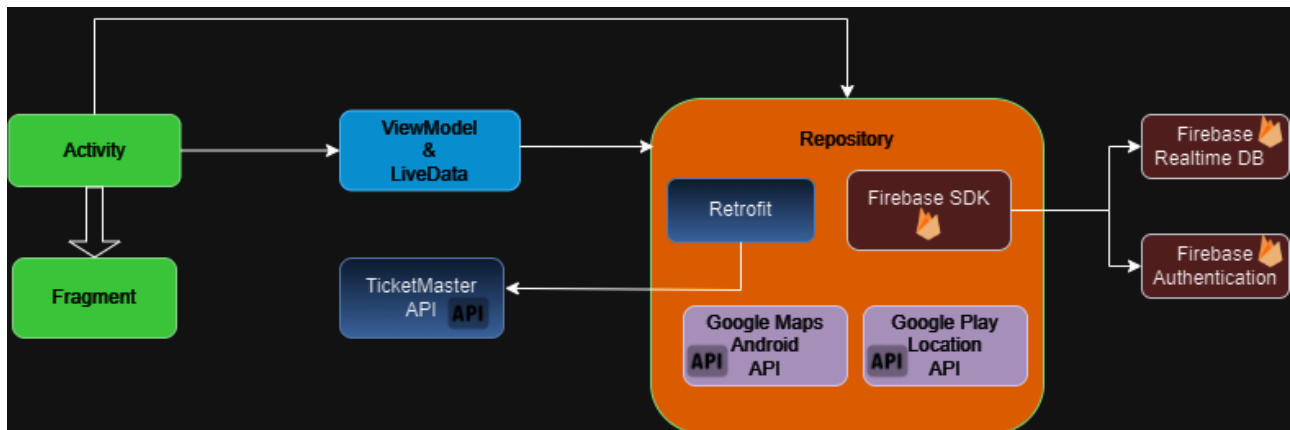 Activity
ViewModel
&
LiveData
Repository
Firebase
Realtime DB
Retrofit
Firebase SDK
Fragment
TicketMaster
API
API
Firebase
Authentication
Google Maps
Android
API
API
Google Play
Location
API
API